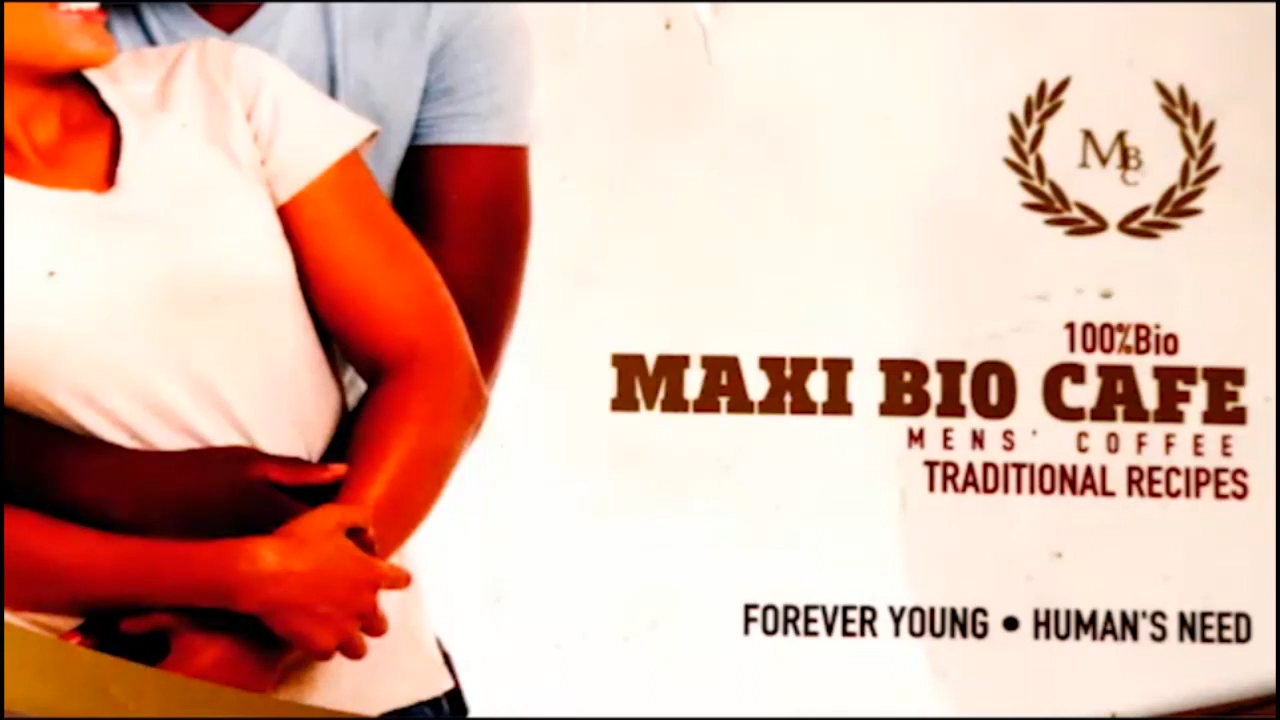 MBC
100%Bio
MAXI BIO CAFE
MENS' COFFEE
TRADITIONAL RECIPES
FOREVER YOUNG • HUMAN'S NEED